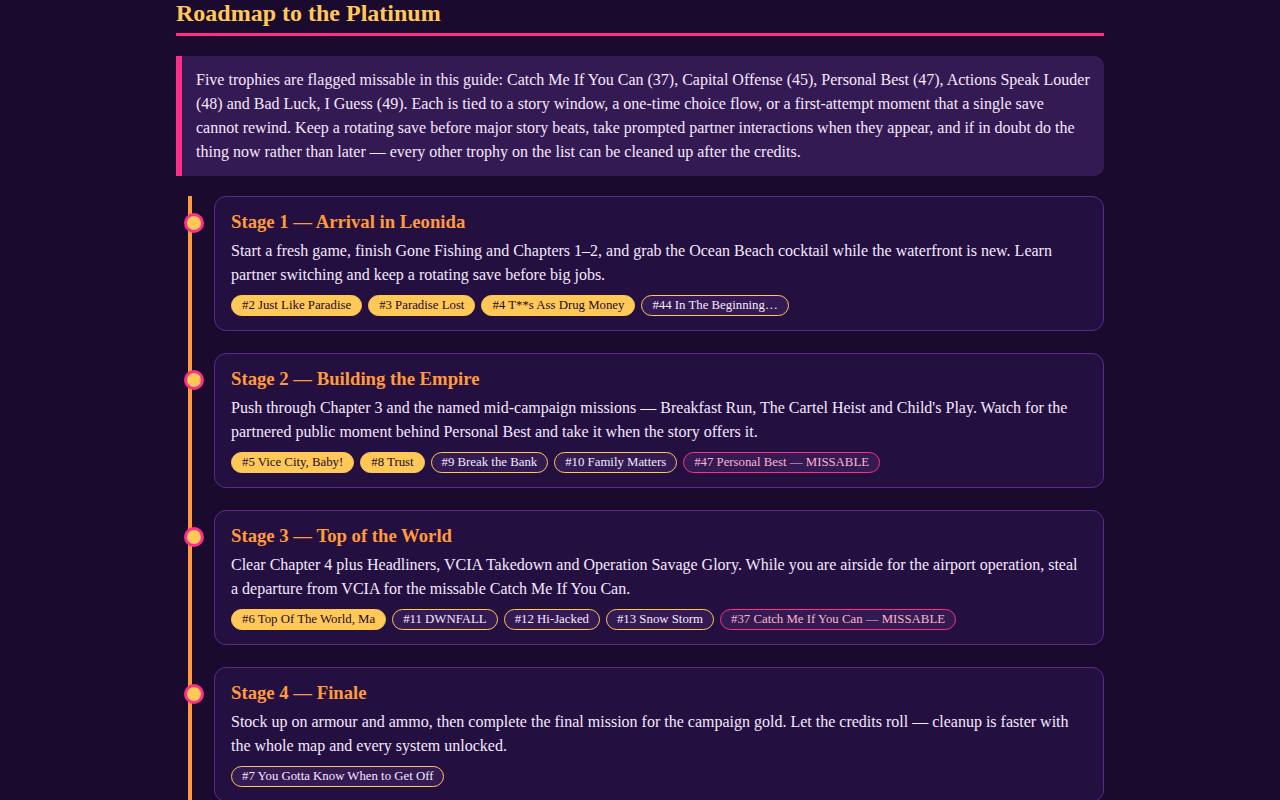 Roadmap to the Platinum
Five trophies are flagged missable in this guide: Catch Me If You Can (37), Capital Offense (45), Personal Best (47), Actions Speak Louder
(48) and Bad Luck, I Guess (49). Each is tied to a story window, a one-time choice flow, or a first-attempt moment that a single save
cannot rewind. Keep a rotating save before major story beats, take prompted partner interactions when they appear, and if in doubt do the
thing now rather than later — every other trophy on the list can be cleaned up after the credits.
Stage 1 — Arrival in Leonida
Start a fresh game, finish Gone Fishing and Chapters 1–2, and grab the Ocean Beach cocktail while the waterfront is new. Learn
partner switching and keep a rotating save before big jobs.
#2 Just Like Paradise #3 Paradise Lost #4 T**s Ass Drug Money #44 In The Beginning…
Stage 2 — Building the Empire
Push through Chapter 3 and the named mid-campaign missions — Breakfast Run, The Cartel Heist and Child's Play. Watch for the
partnered public moment behind Personal Best and take it when the story offers it.
#5 Vice City, Baby! #8 Trust #9 Break the Bank #10 Family Matters #47 Personal Best — MISSABLE
Stage 3 — Top of the World
Clear Chapter 4 plus Headliners, VCIA Takedown and Operation Savage Glory. While you are airside for the airport operation, steal
a departure from VCIA for the missable Catch Me If You Can.
#6 Top Of The World, Ma #11 DWNFALL #12 Hi-Jacked #13 Snow Storm #37 Catch Me If You Can — MISSABLE
Stage 4 — Finale
Stock up on armour and ammo, then complete the final mission for the campaign gold. Let the credits roll — cleanup is faster with
the whole map and every system unlocked.
#7 You Gotta Know When to Get Off